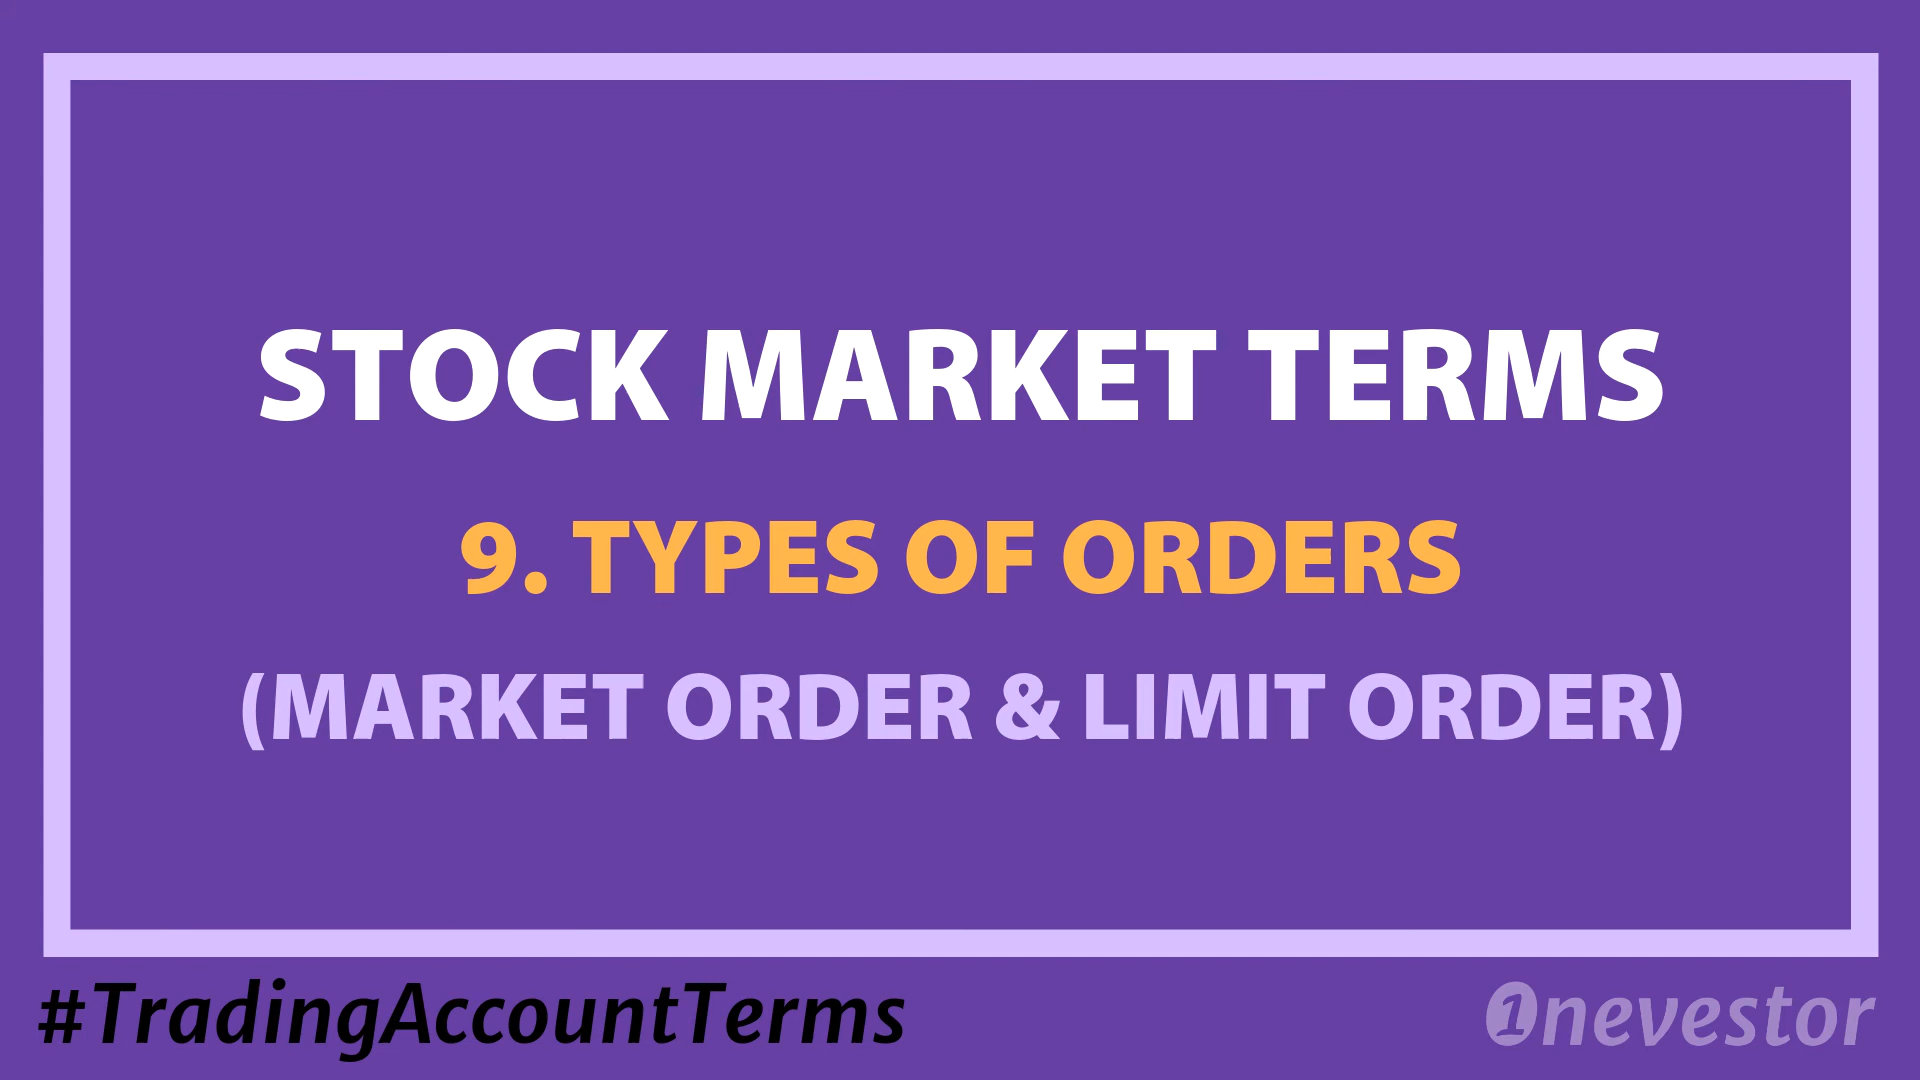 STOCK MARKET TERMS
9. TYPES OF ORDERS
(MARKET ORDER & LIMIT ORDER)
#TradingAccountTerms
1nevestor